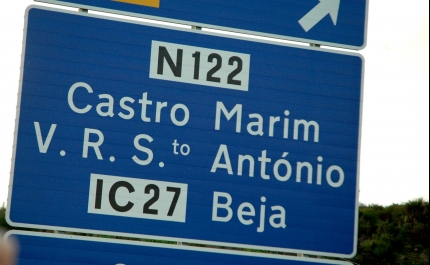 N122
Castro Marim
V. R. S.to António
IC27 Beja